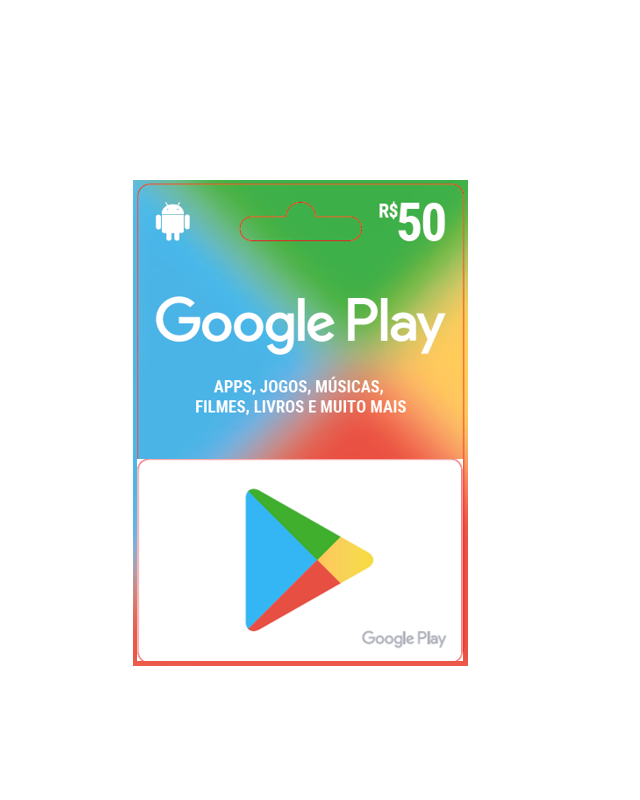 R$50
Google Play
APPS, JOGOS, MÚSICAS,
FILMES, LIVROS E MUITO MAIS
Google Play